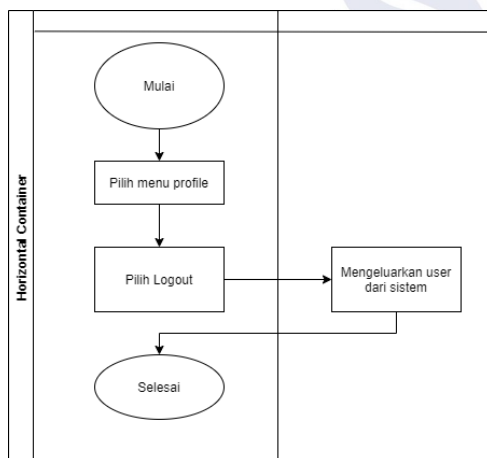 Horizontal Container
Mulai
Pilih menu profile
Pilih Logout
Mengeluarkan user
dari sistem
Selesai